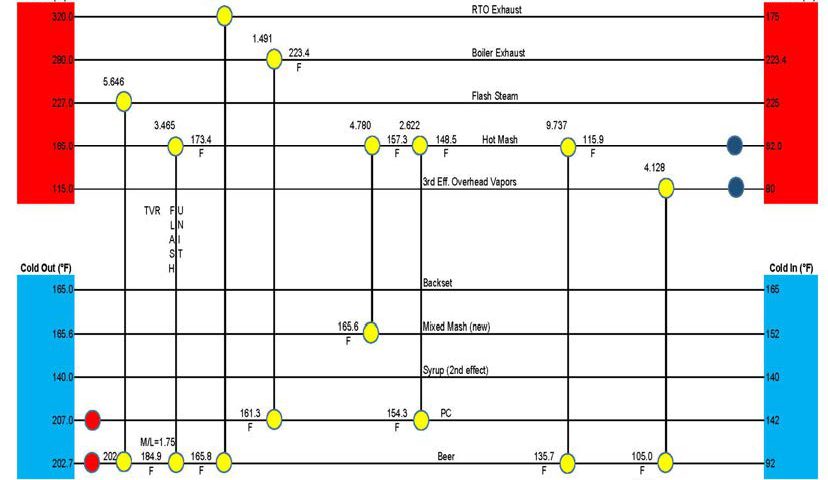 320.0 RTO Exhaust 175
1.491
290.0 223.4 F Boiler Exhaust 223.4
5.646
227.0 Flash Steam 225
3.465 4.780 2.622 9.737
185.0 173.4 F 157.3 F 148.5 F Hot Mash 115.9 F 92.0
4.128
115.0 3rd Eff. Overhead Vapors 80
TVR FLASH UNIT
Cold Out (°F) Cold In (°F)
165.0 Backset 165
165.6 165.6 F Mixed Mash (new) 152
140.0 Syrup (2nd effect) 140
207.0 161.3 F 154.3 F PC 142
M/L=1.75
202.7 202 184.9 F 165.8 F Beer 135.7 F 105.0 F 92